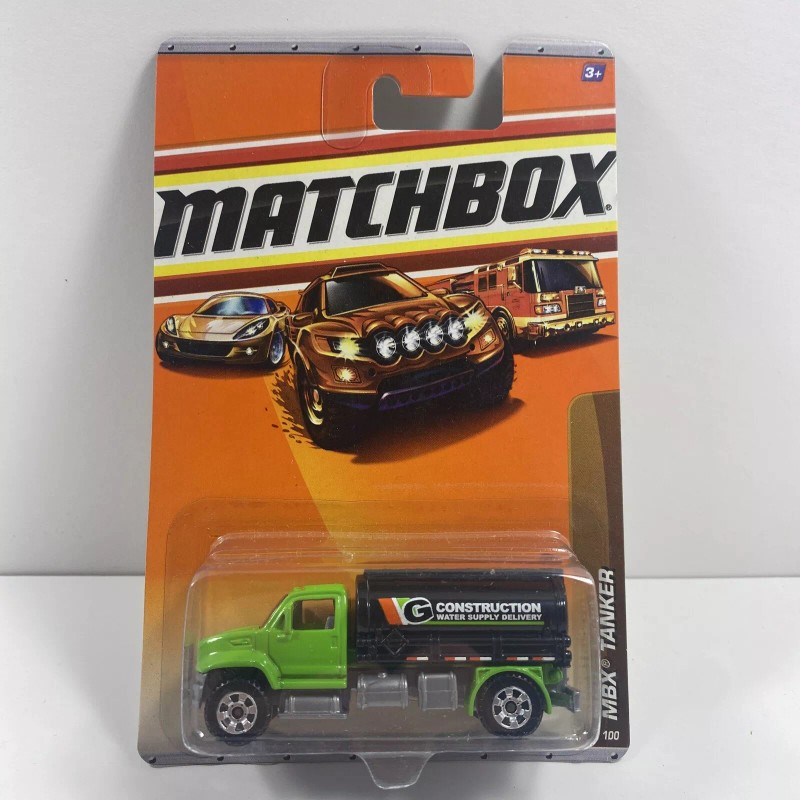 3+
MATCHBOX®
G CONSTRUCTION
WATER SUPPLY DELIVERY
MBX® TANKER
100